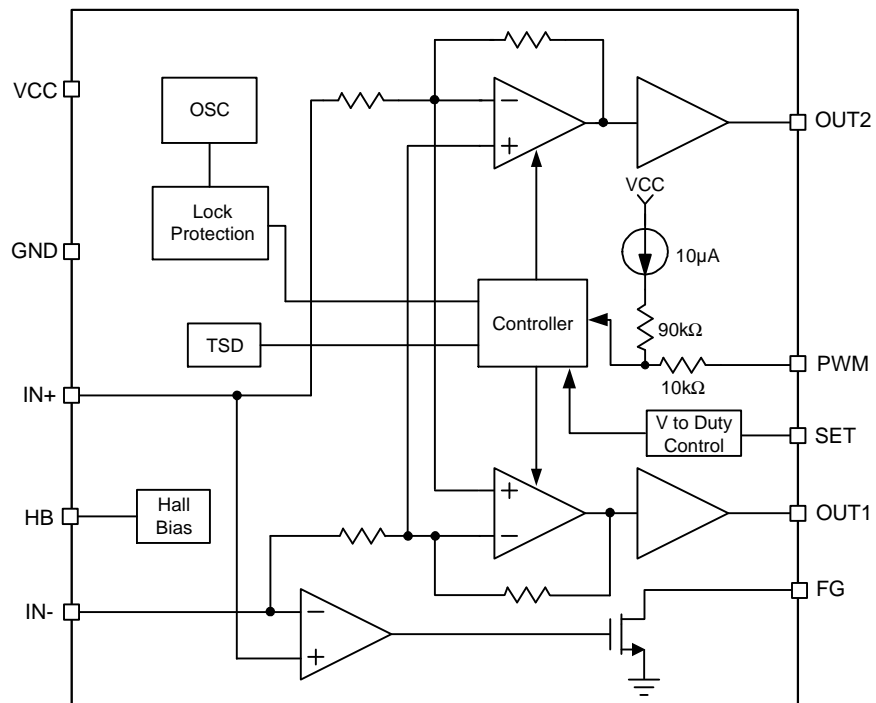 VCC
OSC
OUT2
Lock
Protection
VCC
GND
10µA
Controller
90kΩ
TSD
PWM
IN+
10kΩ
V to Duty
Control
SET
HB
Hall
Bias
OUT1
IN-
FG
−
+
+
−
−
+